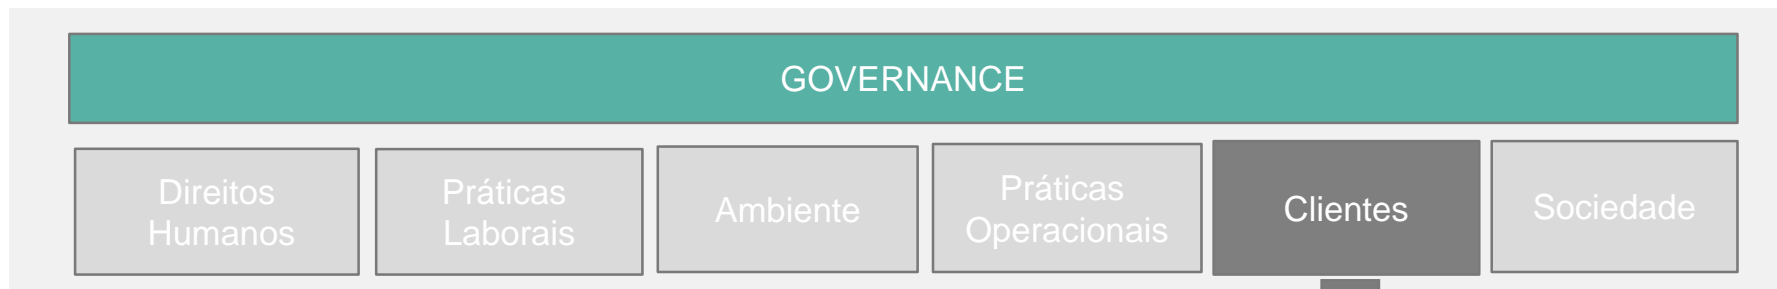 GOVERNANCE
Direitos
Humanos
Práticas
Laborais
Ambiente
Práticas
Operacionais
Clientes
Sociedade